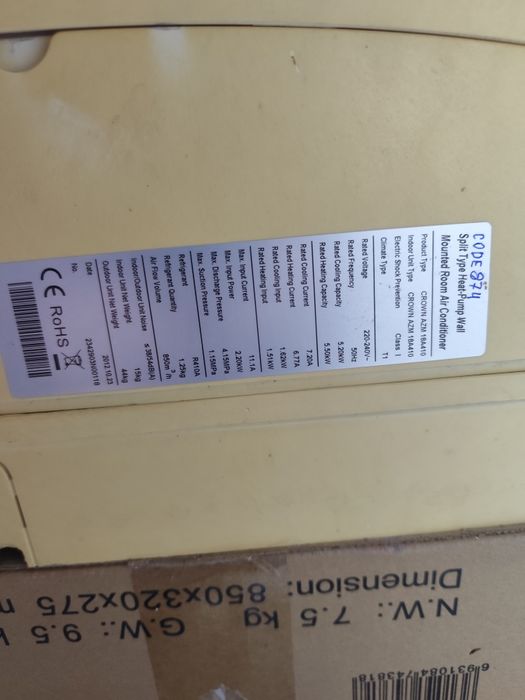 CODE 874
Split Type Heat-Pump Wall
Mounted Room Air Conditioner
Product Type CROWN AZM 18A410
Indoor Unit Type CROWN AZM 18A410
Electric Shock Prevention Class I
Climate Type T1
Rated Voltage 220-240V~
Rated Frequency 50Hz
Rated Cooling Capacity 5.20kW
Rated Heating Capacity 5.50kW
Rated Cooling Current 7.20A
Rated Heating Current 6.77A
Rated Cooling Input 1.62kW
Rated Heating Input 1.51kW
Max. Input Current 11.1A
Max. Input Power 2.20kW
Max. Discharge Pressure 4.15MPa
Max. Suction Pressure 1.15MPa
Refrigerant R410A
Refrigerant Quantity 1.25kg
Air Flow Volume 850m³/h
Indoor/Outdoor Unit Noise
Indoor Unit Net Weight 15kg
Outdoor Unit Net Weight 44kg
Date 2012.10.23
No.
CE RoHS
N.W.: 7.5 kg G.W.: 9.5 k
Dimension: 850x320x275 m
6 931084 743818